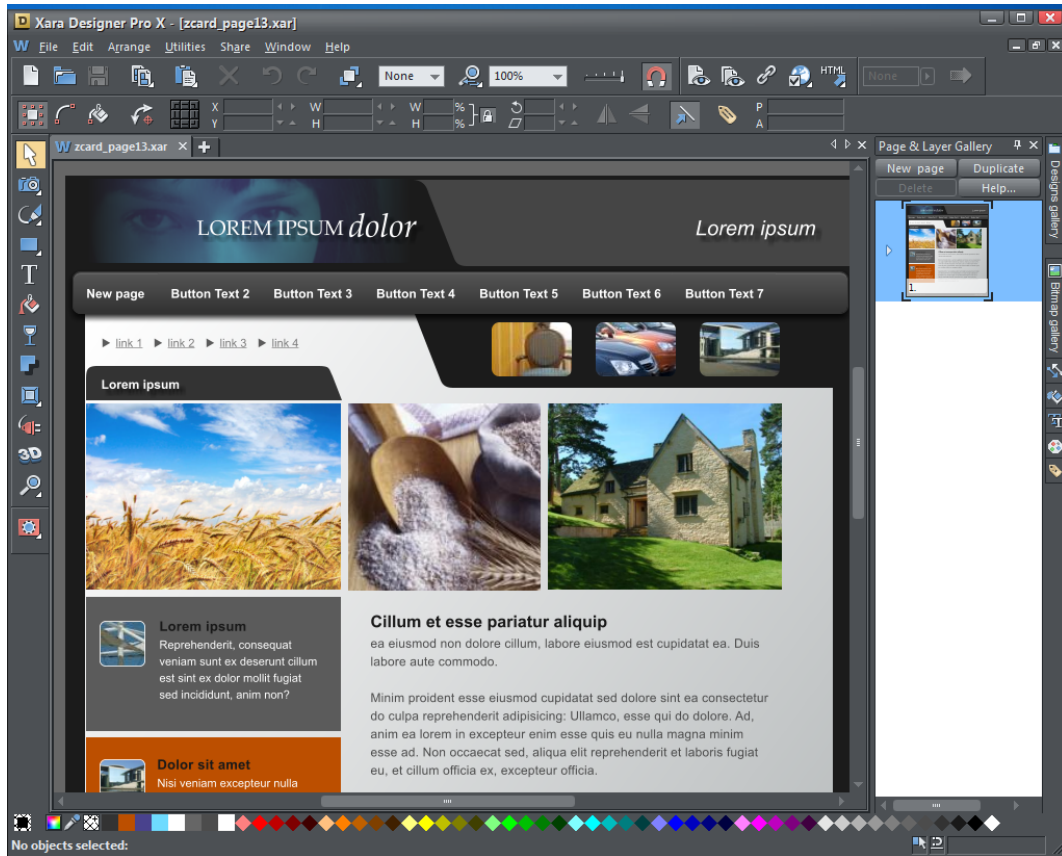 Xara Designer Pro X - [zcard_page13.xar]
File Edit Arrange Utilities Share Window Help
None 100% HTML None
X W W %
Y H H % P A
zcard_page13.xar
Page & Layer Gallery
New page Duplicate
Delete Help...
1.
Designs gallery
Bitmap gallery
T
3D
LOREM IPSUM dolor
Lorem ipsum
New page Button Text 2 Button Text 3 Button Text 4 Button Text 5 Button Text 6 Button Text 7
link 1 link 2 link 3 link 4
Lorem ipsum
Lorem ipsum
Reprehenderit, consequat
veniam sunt ex deserunt cillum
est sint ex dolor mollit fugiat
sed incididunt, anim non?
Dolor sit amet
Nisi veniam excepteur nulla
Cillum et esse pariatur aliquip
ea eiusmod non dolore cillum, labore eiusmod est cupidatat ea. Duis
labore aute commodo.
Minim proident esse eiusmod cupidatat sed dolore sint ea consectetur
do culpa reprehenderit adipisicing: Ullamco, esse qui do dolore. Ad,
anim ea lorem in excepteur enim esse quis eu nulla magna minim
esse ad. Non occaecat sed, aliqua elit reprehenderit et laboris fugiat
eu, et cillum officia ex, excepteur officia.
No objects selected: